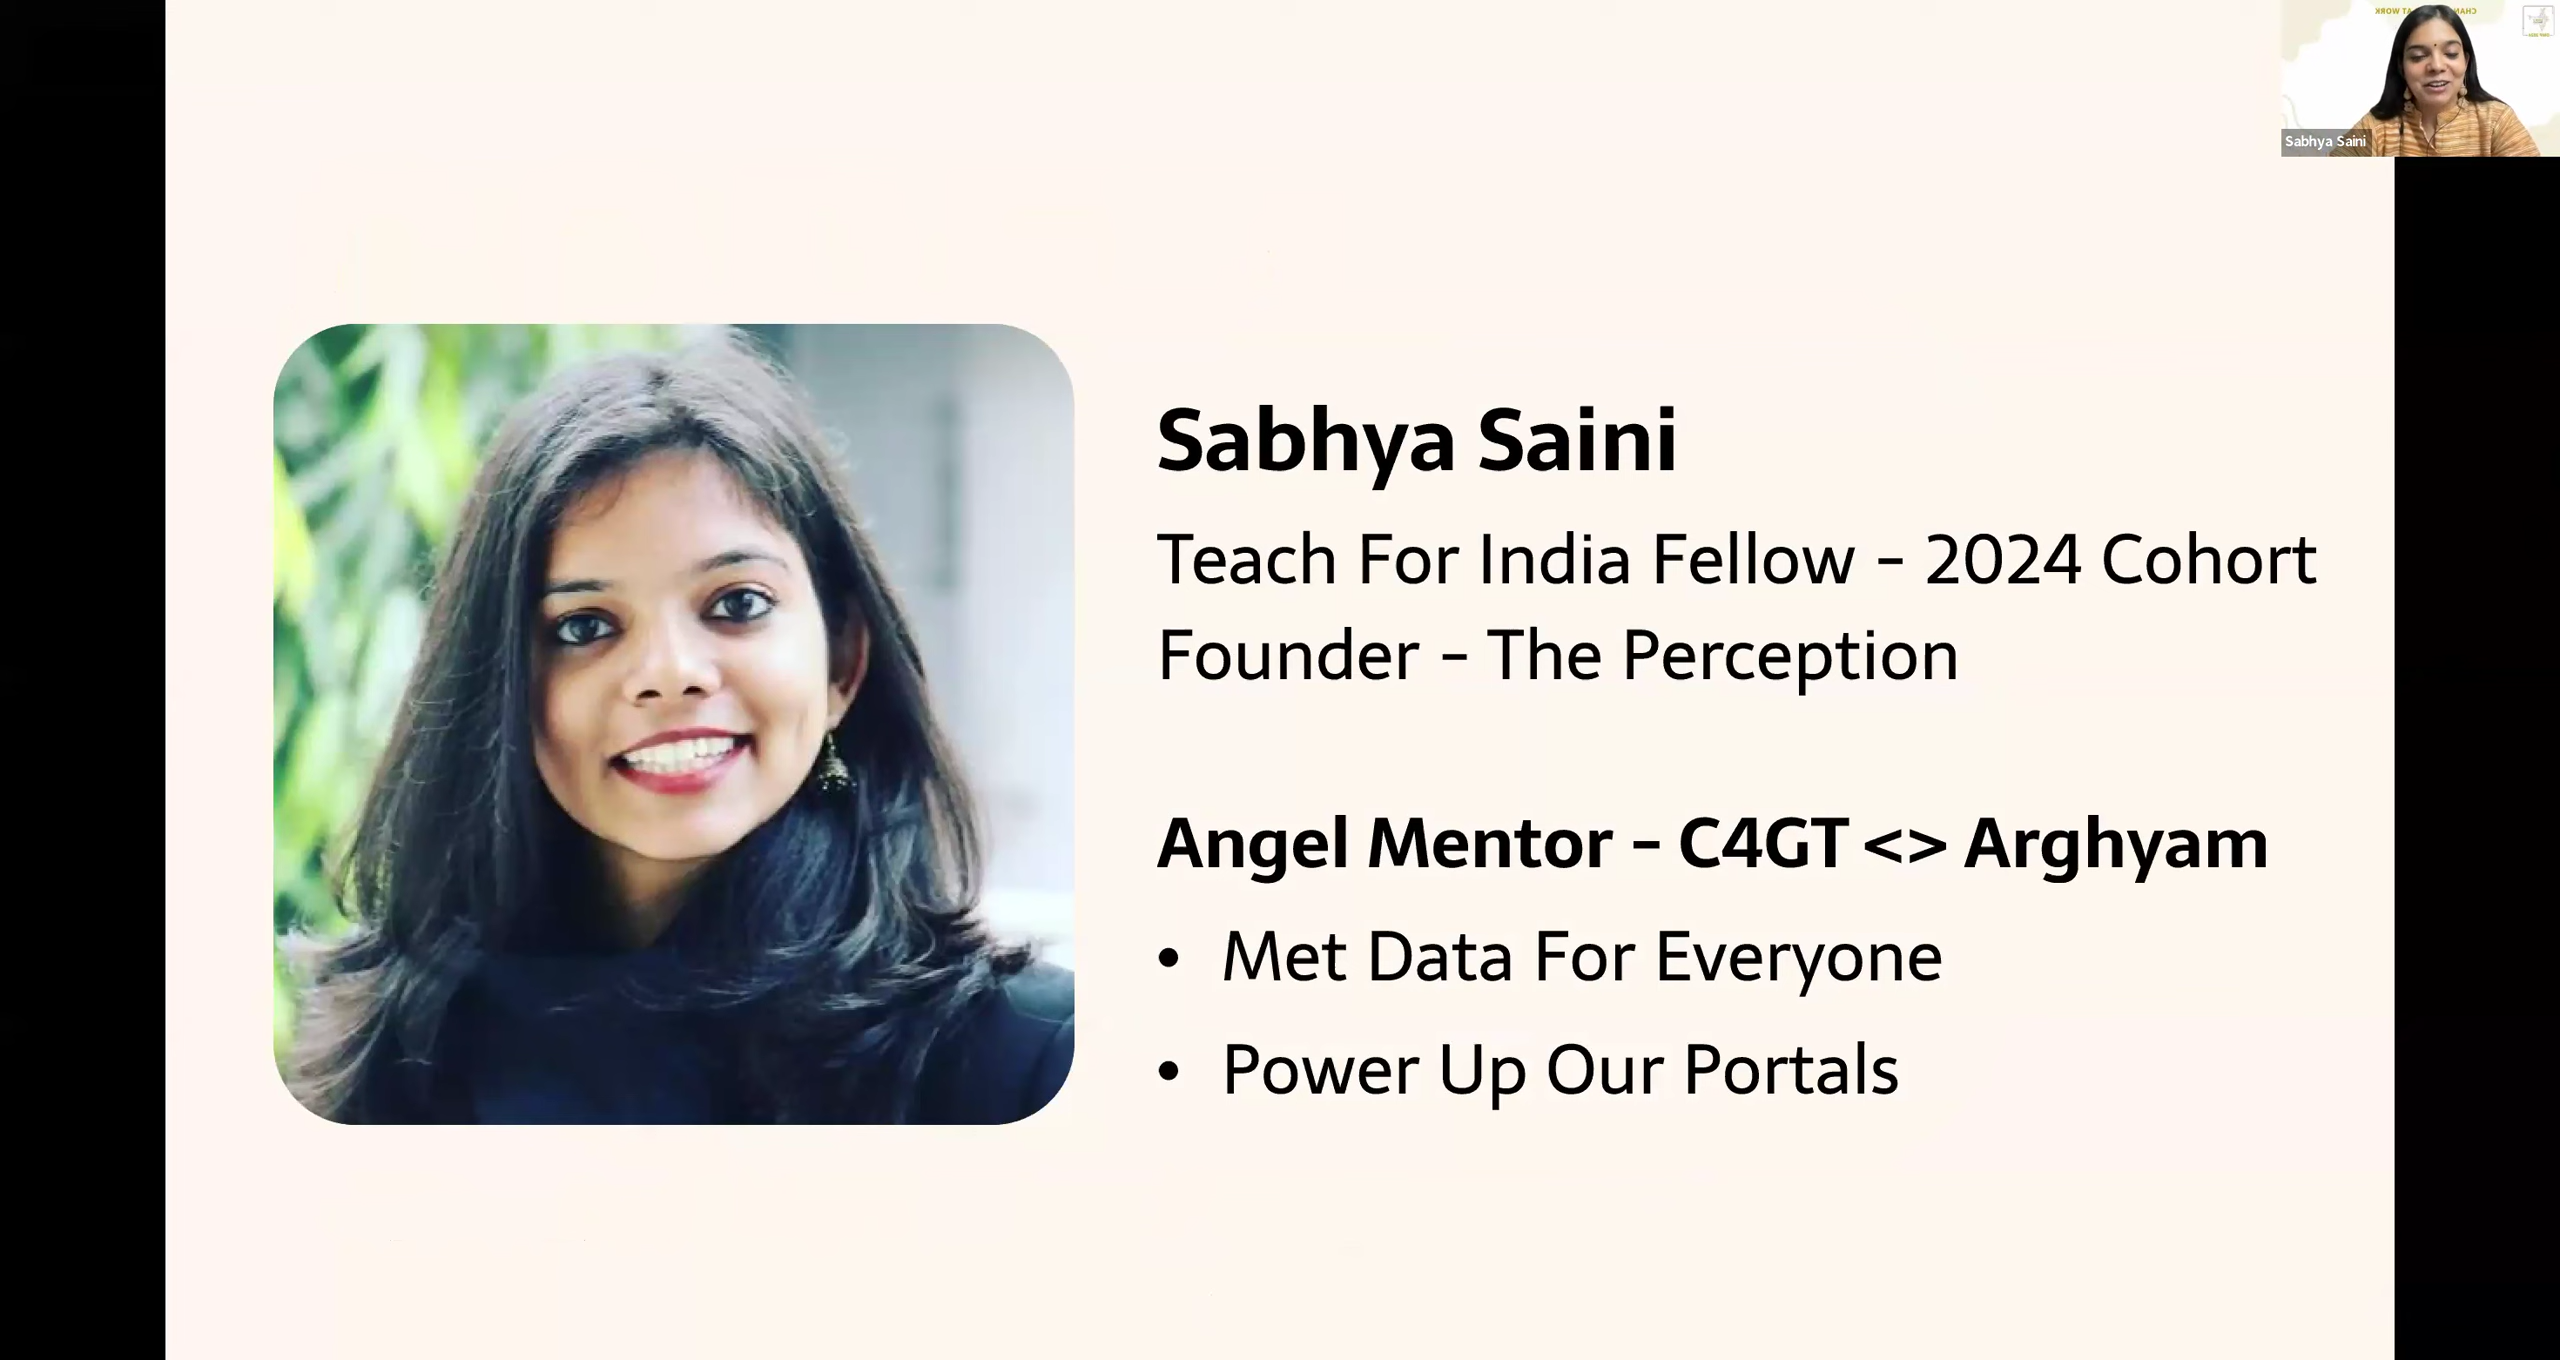 Sabhya Saini
Sabhya Saini
Teach For India Fellow - 2024 Cohort
Founder - The Perception
Angel Mentor - C4GT <> Arghyam
• Met Data For Everyone
• Power Up Our Portals